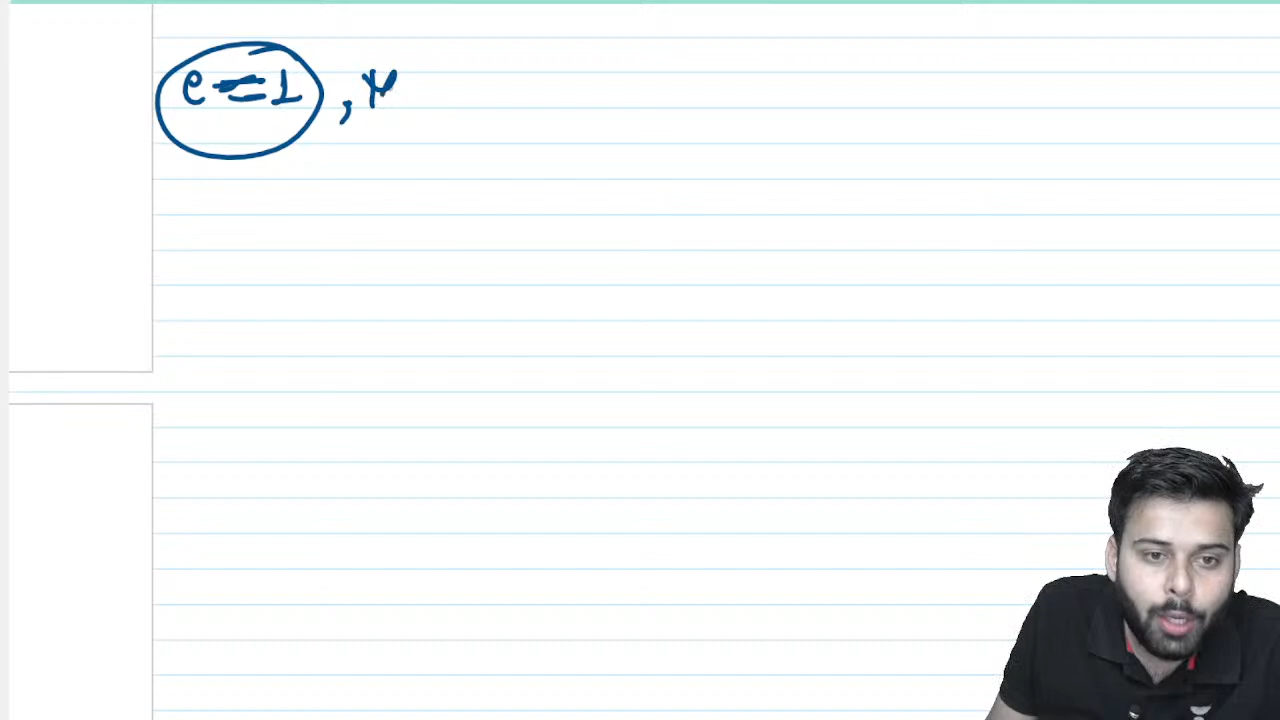 e = 1,